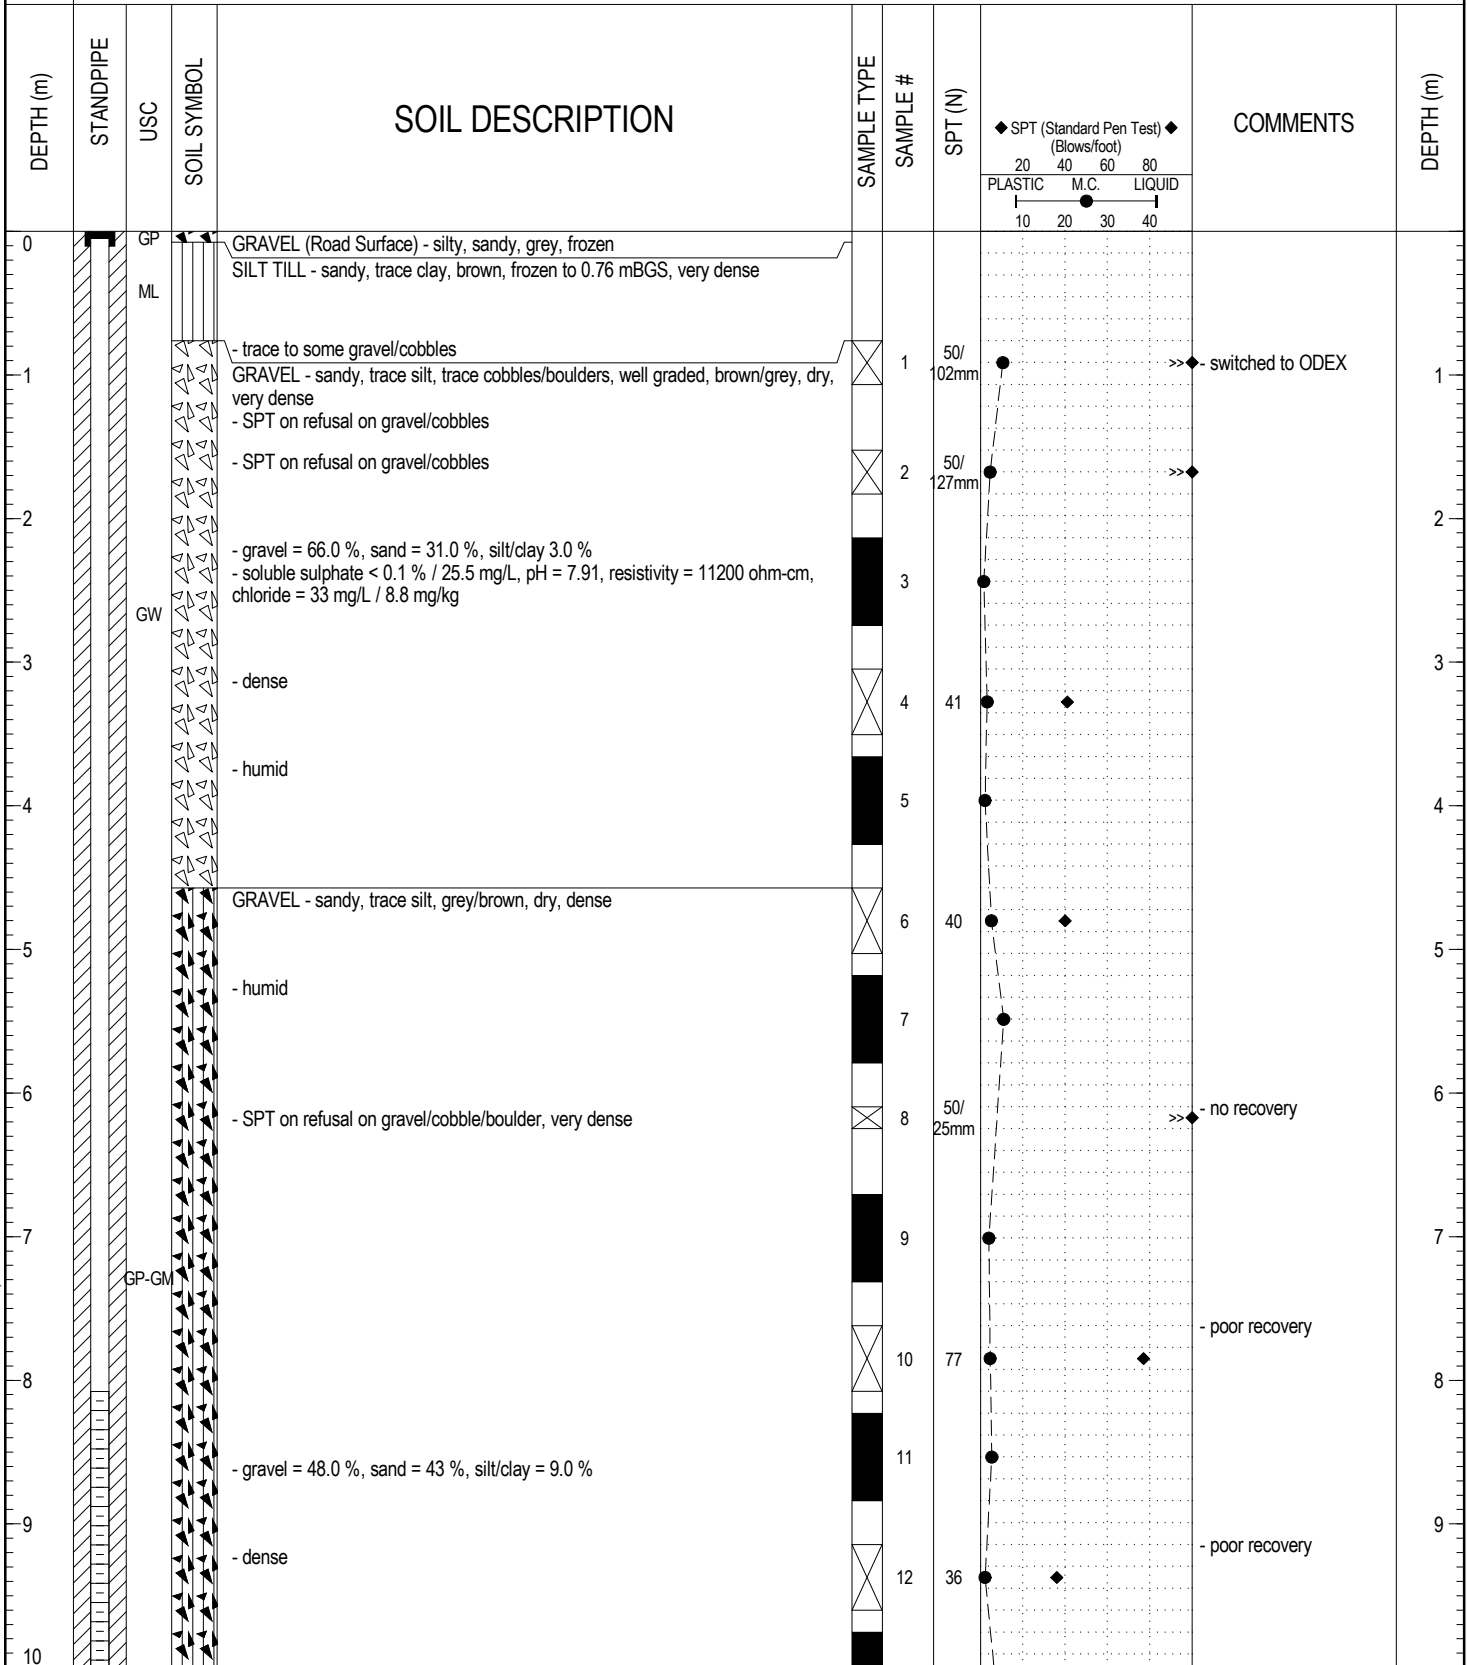 DEPTH (m)
STANDPIPE
USC
SOIL SYMBOL
SOIL DESCRIPTION
SAMPLE TYPE
SAMPLE #
SPT (N)
◆ SPT (Standard Pen Test) ◆
(Blows/foot)
20 40 60 80
PLASTIC M.C. LIQUID
10 20 30 40
COMMENTS
DEPTH (m)
0
GP
GRAVEL (Road Surface) - silty, sandy, grey, frozen
SILT TILL - sandy, trace clay, brown, frozen to 0.76 mBGS, very dense
ML
- trace to some gravel/cobbles
1 50/
102mm
>> - switched to ODEX
1 GRAVEL - sandy, trace silt, trace cobbles/boulders, well graded, brown/grey, dry, 1
very dense
- SPT on refusal on gravel/cobbles
- SPT on refusal on gravel/cobbles
2 50/
127mm
>>
2 2
- gravel = 66.0 %, sand = 31.0 %, silt/clay 3.0 %
- soluble sulphate < 0.1 % / 25.5 mg/L, pH = 7.91, resistivity = 11200 ohm-cm,
3
chloride = 33 mg/L / 8.8 mg/kg
GW
3 3
- dense
4 41
- humid
5
4 4
GRAVEL - sandy, trace silt, grey/brown, dry, dense
6 40
5 5
- humid
7
6 6
- SPT on refusal on gravel/cobble/boulder, very dense
8 50/
25mm
>> - no recovery
9
7 7
GP-GM
- poor recovery
10 77
8 8
11
- gravel = 48.0 %, sand = 43 %, silt/clay = 9.0 %
9 9
- poor recovery
- dense
12 36
10